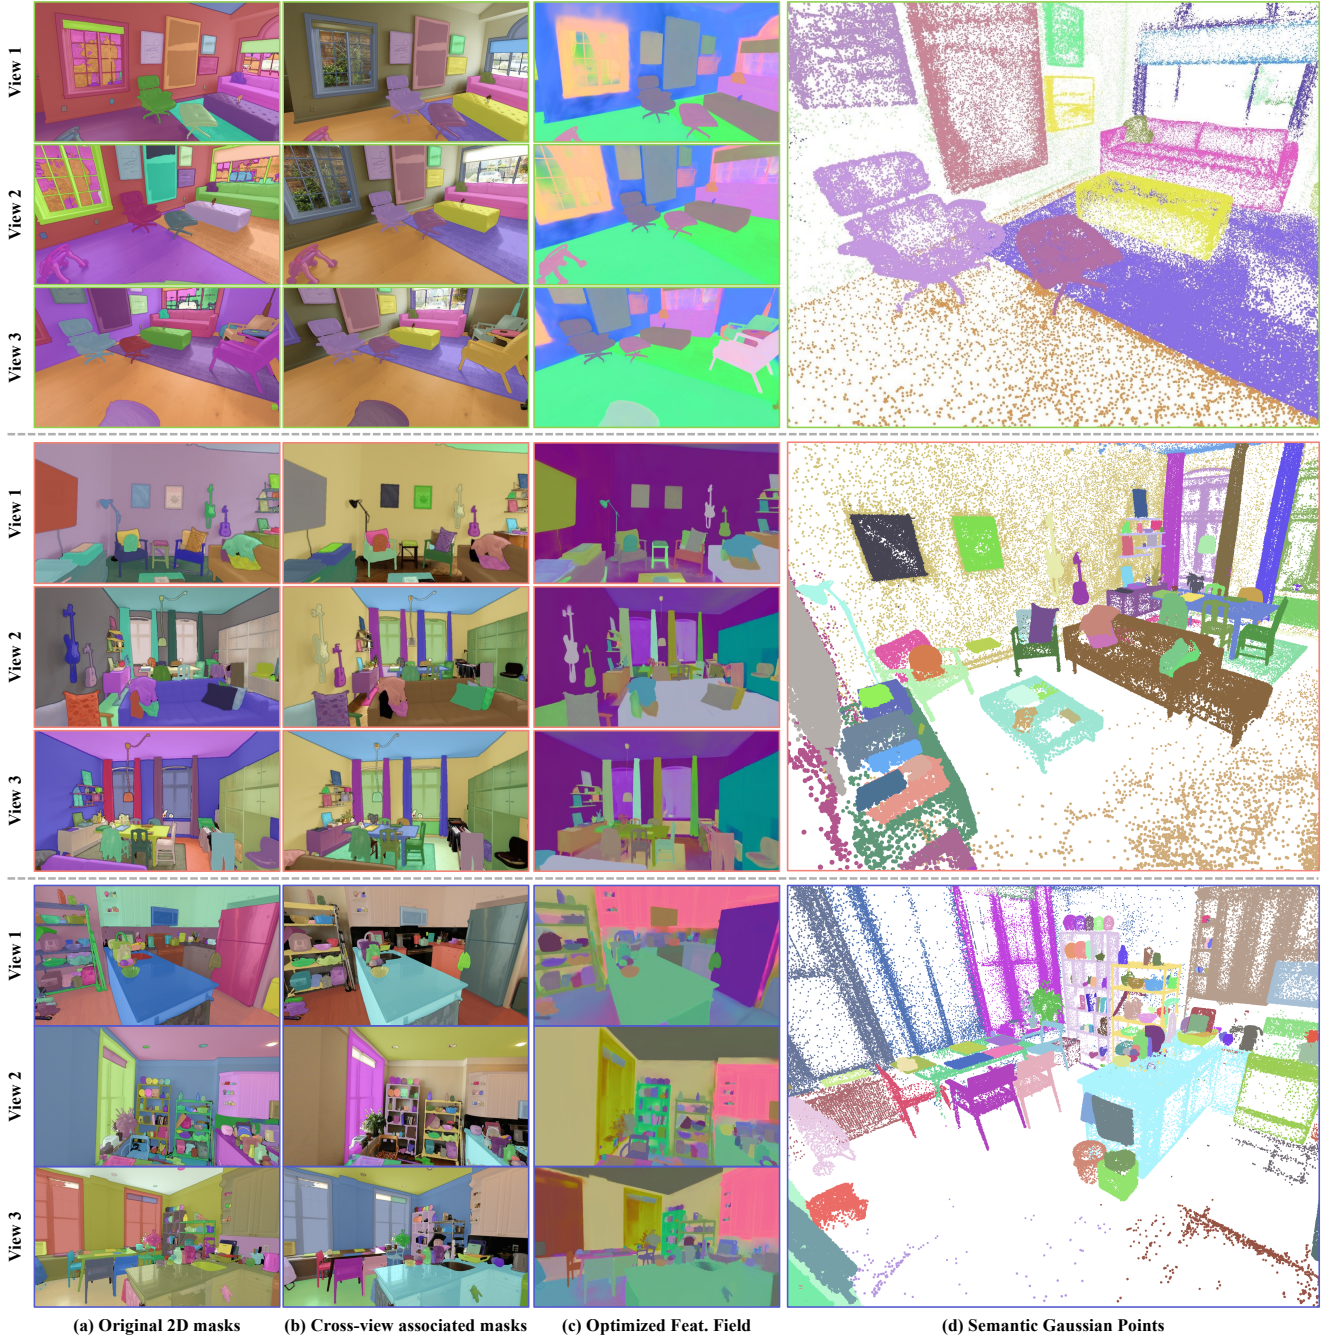 View 1
View 2
View 3
View 1
View 2
View 3
View 1
View 2
View 3
(a) Original 2D masks
(b) Cross-view associated masks
(c) Optimized Feat. Field
(d) Semantic Gaussian Points